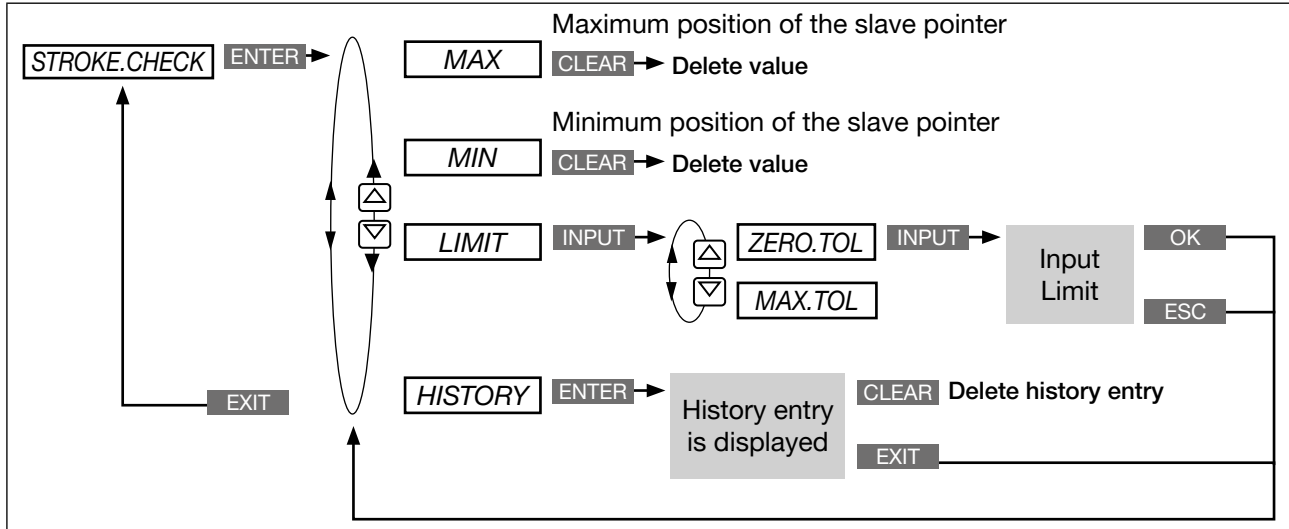 Maximum position of the slave pointer
STROKE.CHECK ENTER MAX CLEAR Delete value
Minimum position of the slave pointer
MIN CLEAR Delete value
LIMIT INPUT ZERO.TOL INPUT Input OK
Limit
MAX.TOL ESC
EXIT HISTORY ENTER History entry CLEAR Delete history entry
is displayed
EXIT